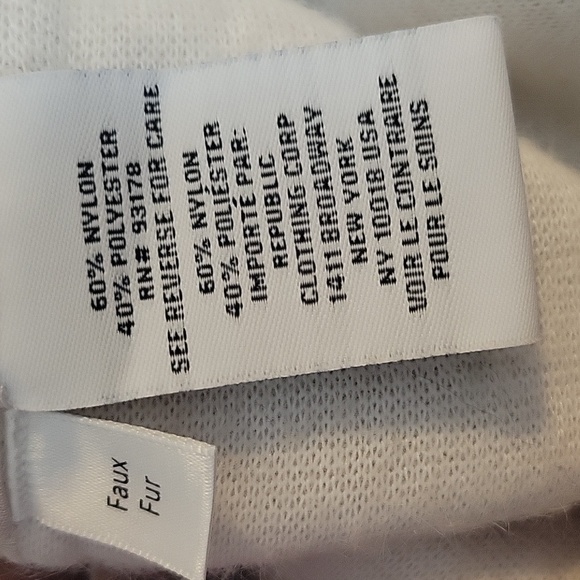 60% NYLON
40% POLYESTER
RN# 93178
SEE REVERSE FOR CARE
60% NYLON
40% POLYÉSTER
IMPORTÉ PAR:
REPUBLIC
CLOTHING CORP
1411 BROADWAY
NEW YORK
NY 10018 USA
VOIR LE CONTRAIRE
POUR LE SOINS
Faux
Fur